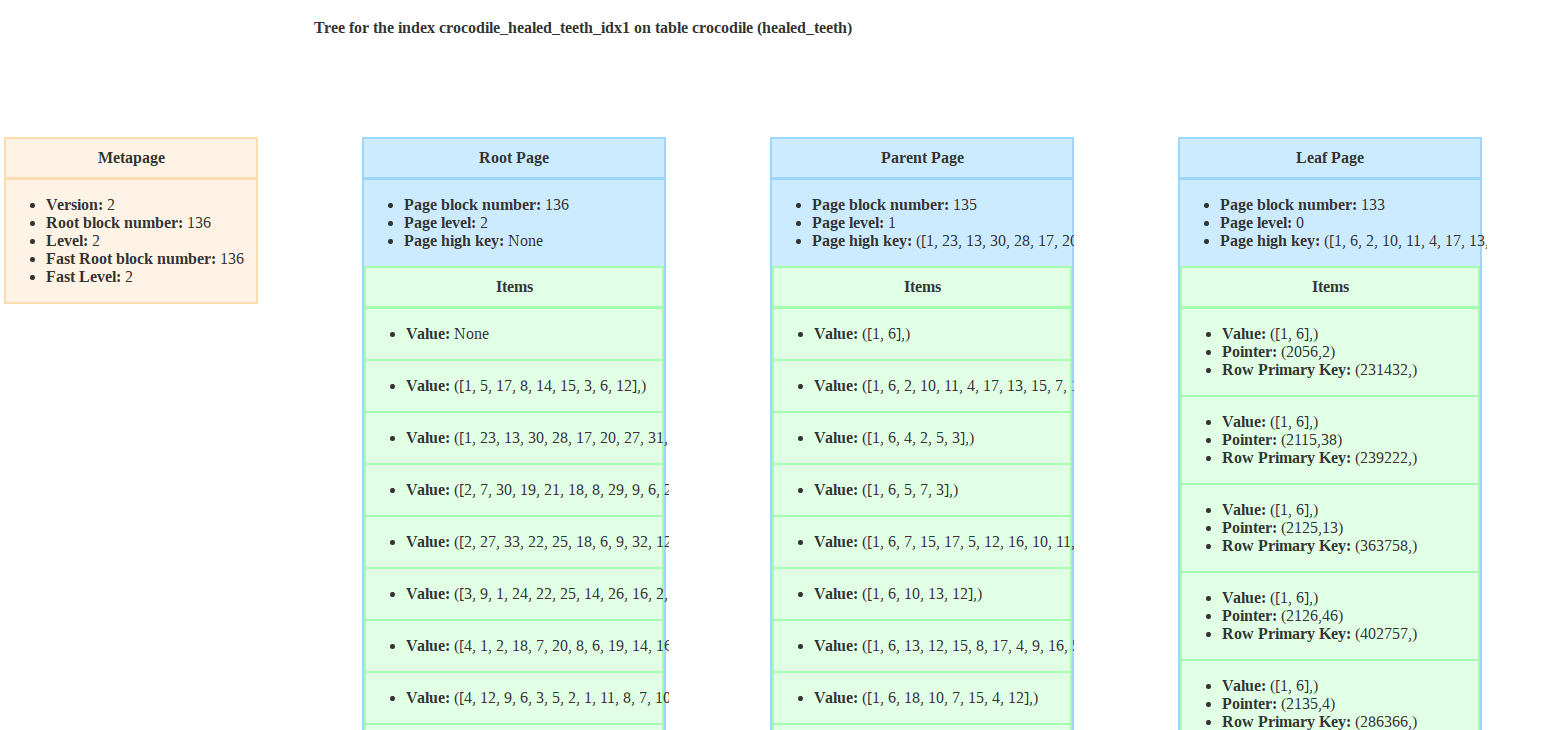 Tree for the index crocodile_healed_teeth_idx1 on table crocodile (healed_teeth)
Metapage
Version: 2
Root block number: 136
Level: 2
Fast Root block number: 136
Fast Level: 2
Root Page
Page block number: 136
Page level: 2
Page high key: None
Items
Value: None
Value: ([1, 5, 17, 8, 14, 15, 3, 6, 12],)
Value: ([1, 23, 13, 30, 28, 17, 20, 27, 31,
Value: ([2, 7, 30, 19, 21, 18, 8, 29, 9, 6, 2
Value: ([2, 27, 33, 22, 25, 18, 6, 9, 32, 12
Value: ([3, 9, 1, 24, 22, 25, 14, 26, 16, 2,
Value: ([4, 1, 2, 18, 7, 20, 8, 6, 19, 14, 16
Value: ([4, 12, 9, 6, 3, 5, 2, 1, 11, 8, 7, 10
Parent Page
Page block number: 135
Page level: 1
Page high key: ([1, 23, 13, 30, 28, 17, 20
Items
Value: ([1, 6],)
Value: ([1, 6, 2, 10, 11, 4, 17, 13, 15, 7,
Value: ([1, 6, 4, 2, 5, 3],)
Value: ([1, 6, 5, 7, 3],)
Value: ([1, 6, 7, 15, 17, 5, 12, 16, 10, 11,
Value: ([1, 6, 10, 13, 12],)
Value: ([1, 6, 13, 12, 15, 8, 17, 4, 9, 16,
Value: ([1, 6, 18, 10, 7, 15, 4, 12],)
Leaf Page
Page block number: 133
Page level: 0
Page high key: ([1, 6, 2, 10, 11, 4, 17, 13,
Items
Value: ([1, 6],)
Pointer: (2056,2)
Row Primary Key: (231432,)
Value: ([1, 6],)
Pointer: (2115,38)
Row Primary Key: (239222,)
Value: ([1, 6],)
Pointer: (2125,13)
Row Primary Key: (363758,)
Value: ([1, 6],)
Pointer: (2126,46)
Row Primary Key: (402757,)
Value: ([1, 6],)
Pointer: (2135,4)
Row Primary Key: (286366,)